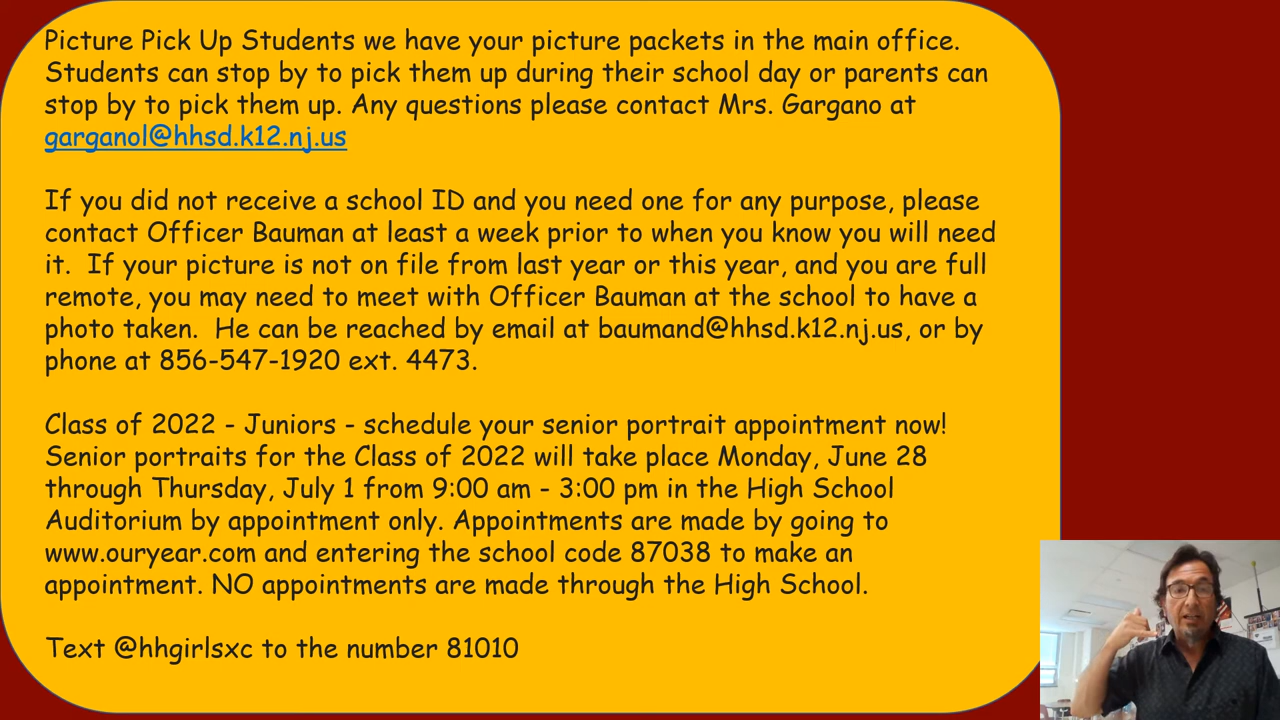 Picture Pick Up Students we have your picture packets in the main office.
Students can stop by to pick them up during their school day or parents can
stop by to pick them up. Any questions please contact Mrs. Gargano at
garganol@hhsd.k12.nj.us
If you did not receive a school ID and you need one for any purpose, please
contact Officer Bauman at least a week prior to when you know you will need
it.  If your picture is not on file from last year or this year, and you are full
remote, you may need to meet with Officer Bauman at the school to have a
photo taken.  He can be reached by email at baumand@hhsd.k12.nj.us, or by
phone at 856-547-1920 ext. 4473.
Class of 2022 - Juniors - schedule your senior portrait appointment now!
Senior portraits for the Class of 2022 will take place Monday, June 28
through Thursday, July 1 from 9:00 am - 3:00 pm in the High School
Auditorium by appointment only. Appointments are made by going to
www.ouryear.com and entering the school code 87038 to make an
appointment. NO appointments are made through the High School.
Text @hhgirlsxc to the number 81010